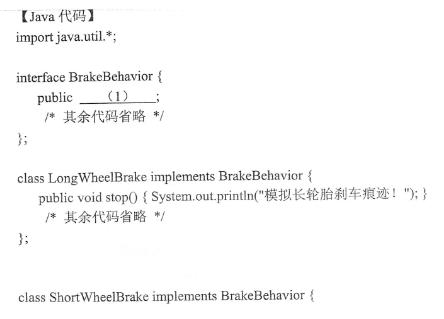 【Java 代码】
import java.util.*;
interface BrakeBehavior {
public （1） ;
/* 其余代码省略 */
};
class LongWheelBrake implements BrakeBehavior {
public void stop() { System.out.println("模拟长轮胎刹车痕迹！"); }
/* 其余代码省略 */
};
class ShortWheelBrake implements BrakeBehavior {